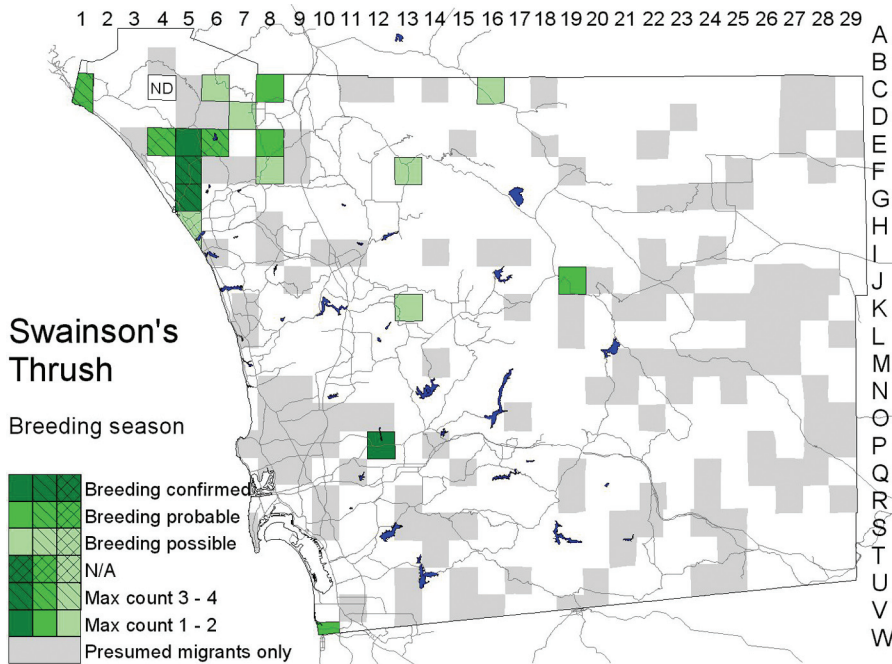 1 2 3 4 5 6 7 8 9 10 11 12 13 14 15 16 17 18 19 20 21 22 23 24 25 26 27 28 29
A
B
C
D
E
F
G
H
I
J
K
L
M
N
O
P
Q
R
S
T
U
V
W
ND
Swainson's
Thrush
Breeding season
Breeding confirmed
Breeding probable
Breeding possible
N/A
Max count 3 - 4
Max count 1 - 2
Presumed migrants only